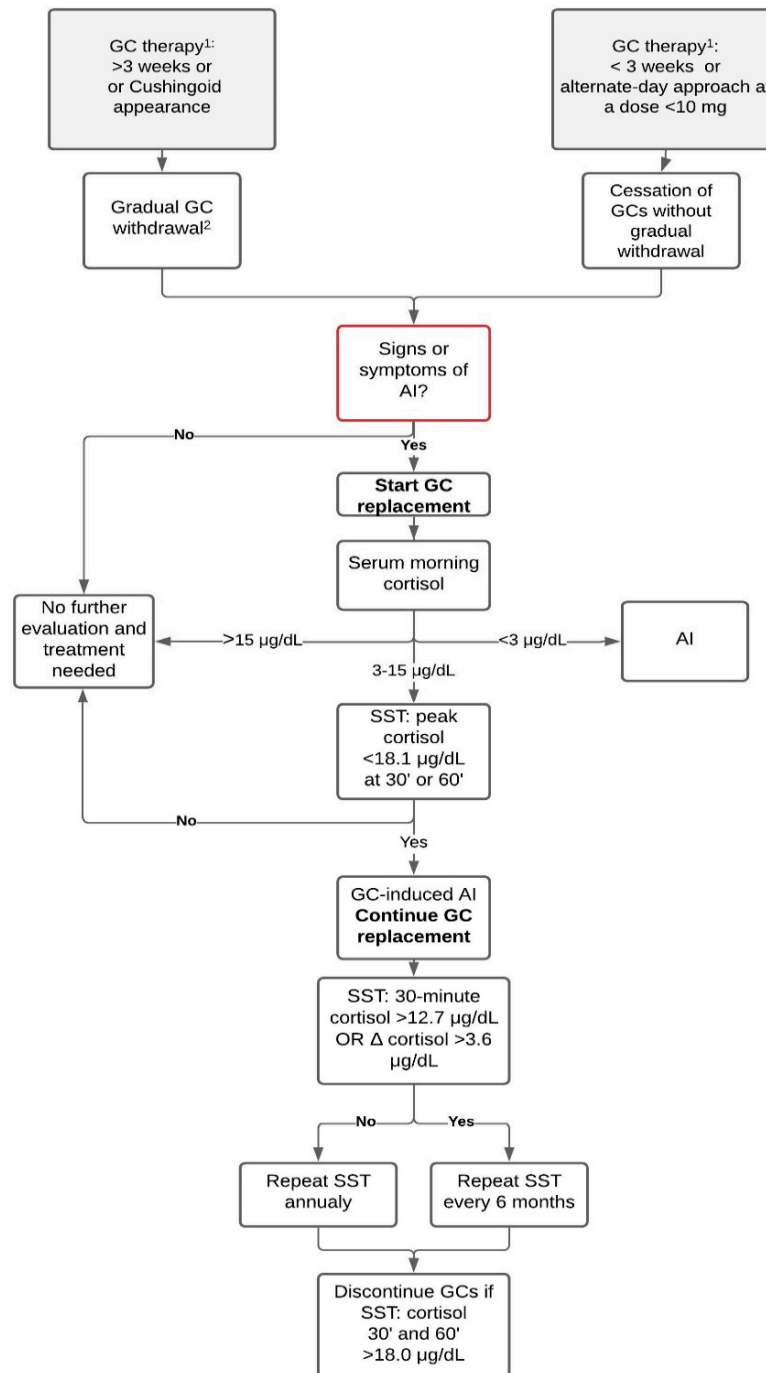 GC therapy1:
>3 weeks or
or Cushingoid
appearance
GC therapy1:
< 3 weeks or
alternate-day approach
a dose <10 mg
Gradual GC
withdrawal2
Cessation of
GCs without
gradual
withdrawal
Signs or
symptoms of
AI?
No
Yes
Start GC
replacement
Serum morning
cortisol
No further
evaluation and
treatment
needed
>15 µg/dL
<3 µg/dL
AI
3-15 µg/dL
SST: peak
cortisol
<18.1 µg/dL
at 30' or 60'
No
Yes
GC-induced AI
Continue GC
replacement
SST: 30-minute
cortisol >12.7 µg/dL
OR Δ cortisol >3.6
µg/dL
No
Yes
Repeat SST
annualy
Repeat SST
every 6 months
Discontinue GCs if
SST: cortisol
30' and 60'
>18.0 µg/dL